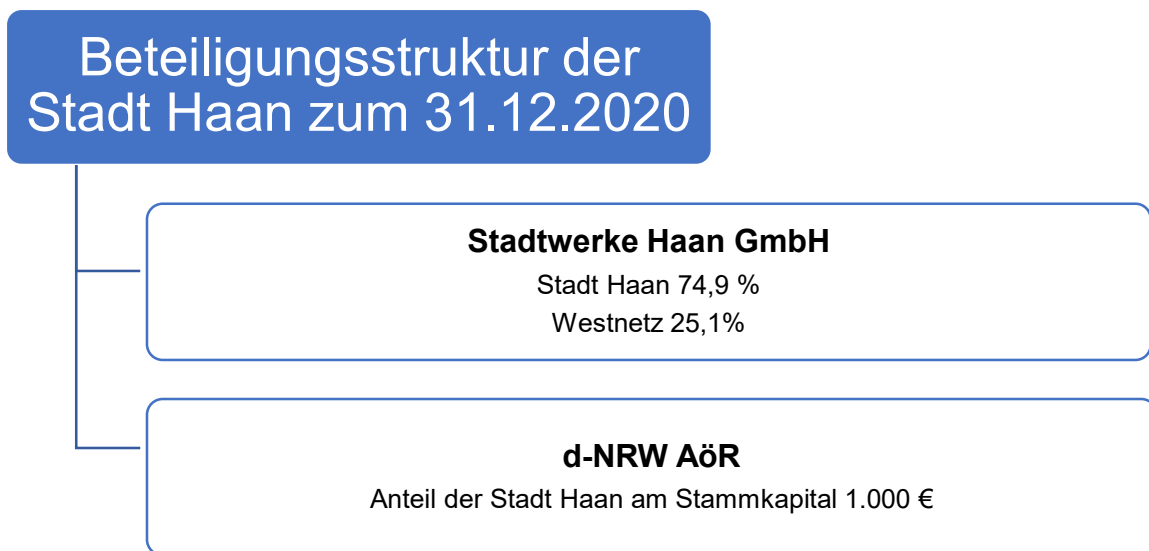 Beteiligungsstruktur der
Stadt Haan zum 31.12.2020
Stadtwerke Haan GmbH
Stadt Haan 74,9 %
Westnetz 25,1%
d-NRW AöR
Anteil der Stadt Haan am Stammkapital 1.000 €